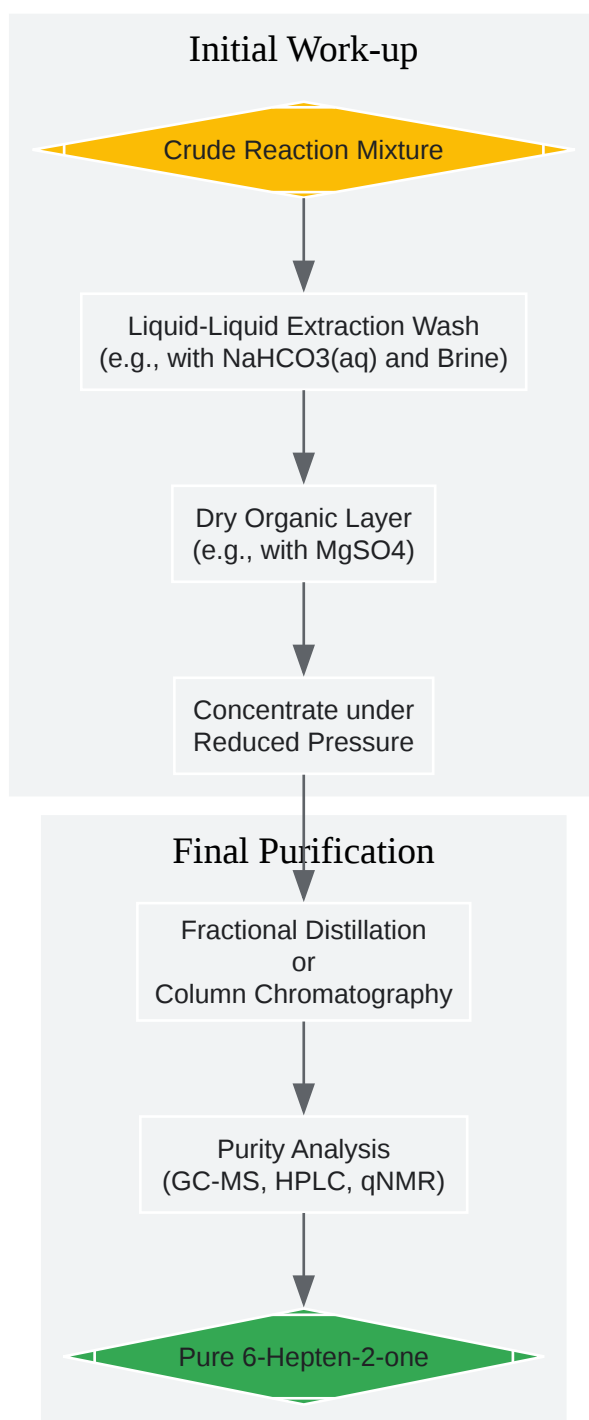 Initial Work-up
Crude Reaction Mixture
Liquid-Liquid Extraction Wash
(e.g., with NaHCO3(aq) and Brine)
Dry Organic Layer
(e.g., with MgSO4)
Concentrate under
Reduced Pressure
Final Purification
Fractional Distillation
or
Column Chromatography
Purity Analysis
(GC-MS, HPLC, qNMR)
Pure 6-Hepten-2-one